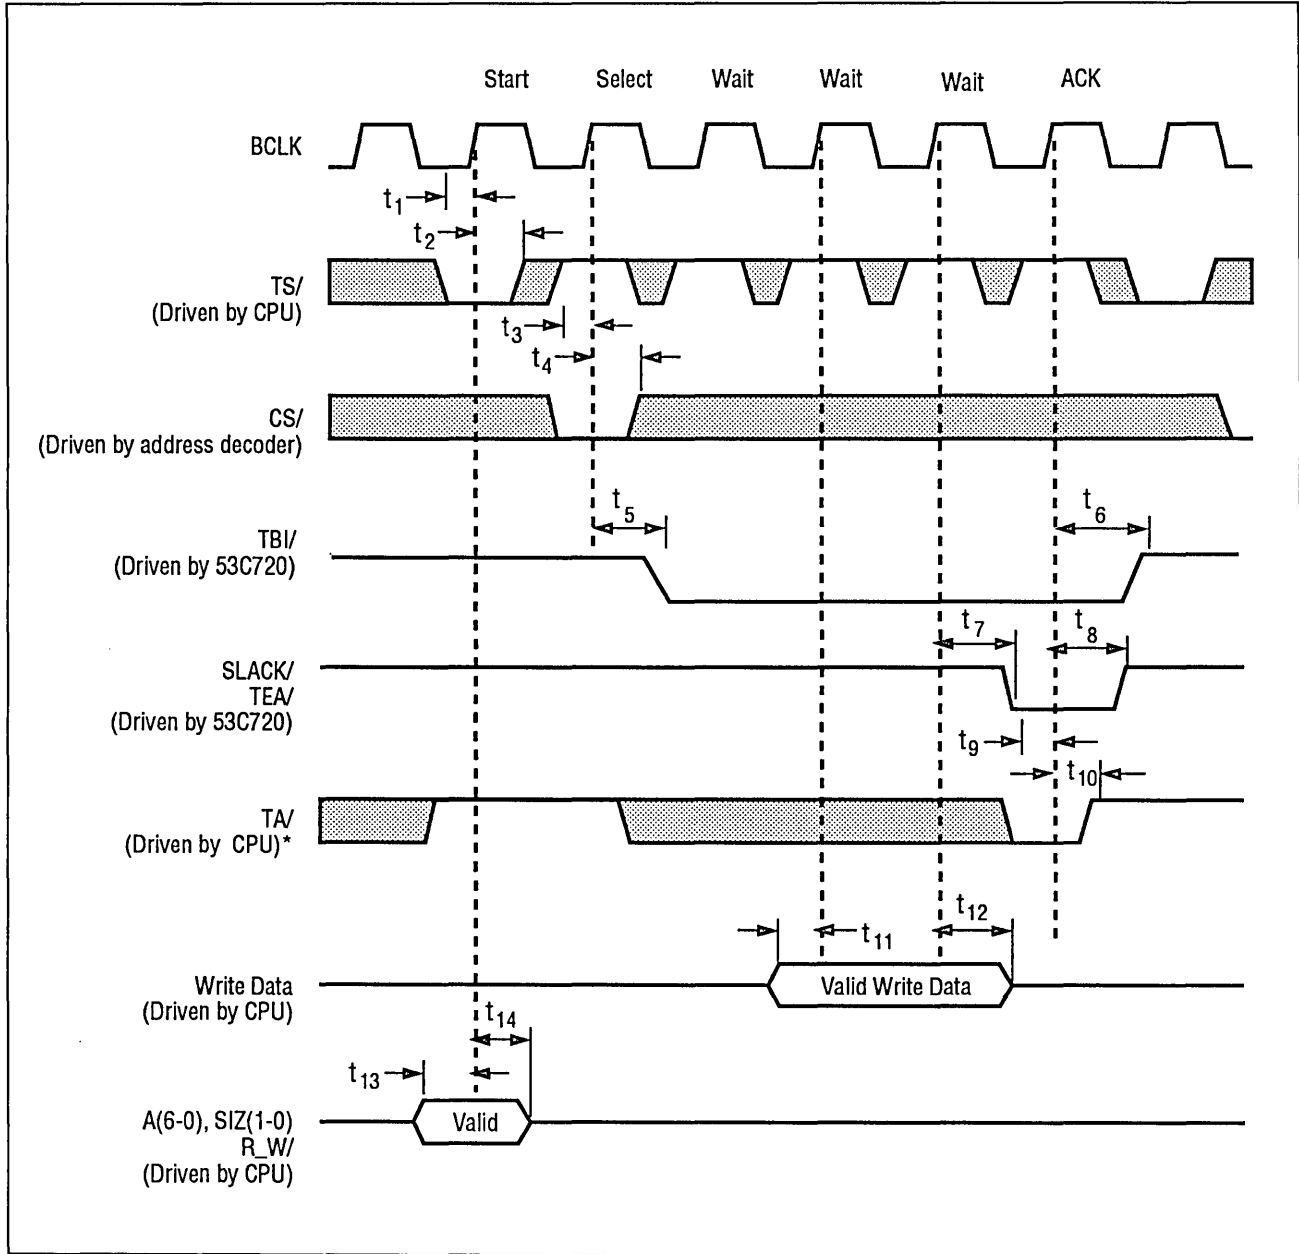 Start Select Wait Wait Wait ACK
BCLK
t1
t2
TS/
(Driven by CPU)
t3
t4
CS/
(Driven by address decoder)
t5 t6
TBI/
(Driven by 53C720)
t7 t8
SLACK/
TEA/
(Driven by 53C720)
t9
t10
TA/
(Driven by CPU)*
t12
t11
Write Data Valid Write Data
(Driven by CPU)
t14
t13
A(6-0), SIZ(1-0) Valid
R_W/
(Driven by CPU)